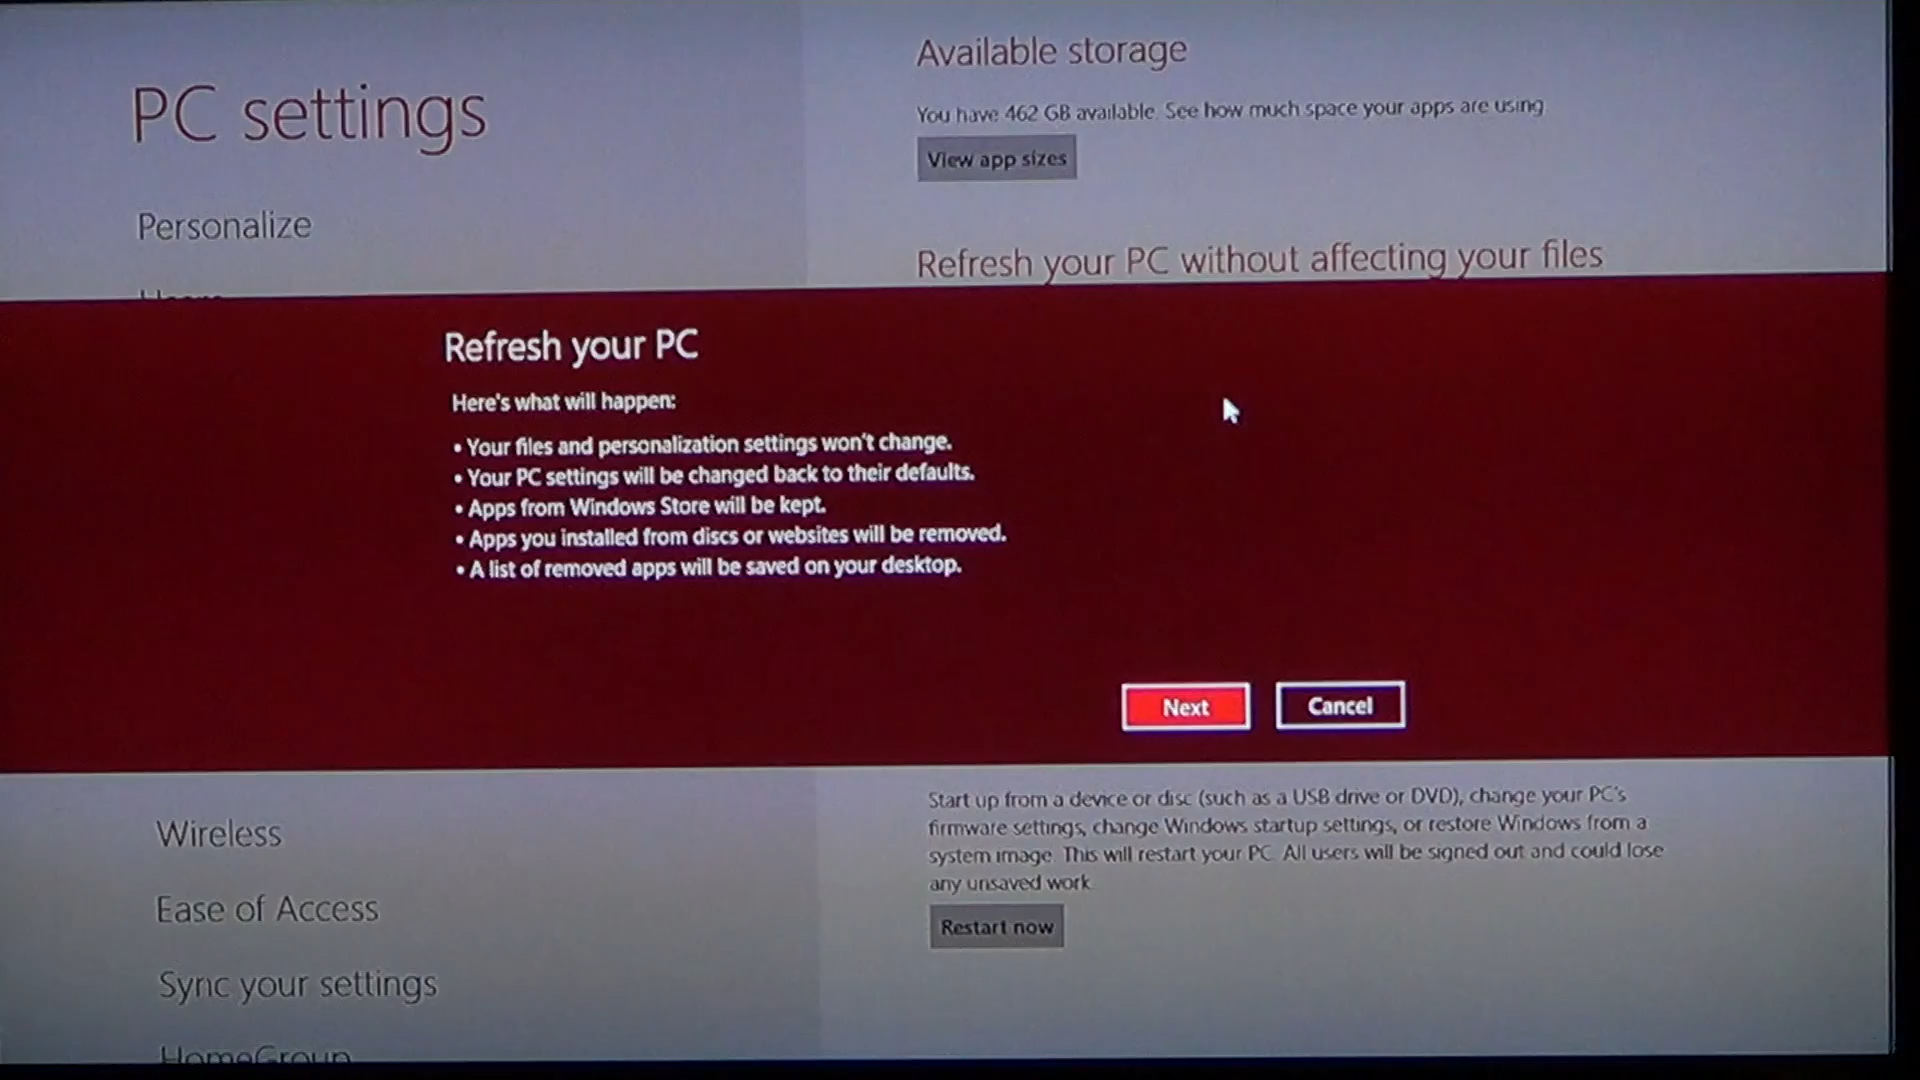 PC settings
Personalize
Users
Available storage
You have 462 GB available. See how much space your apps are using.
View app sizes
Refresh your PC without affecting your files
Refresh your PC
Here's what will happen:
• Your files and personalization settings won't change.
• Your PC settings will be changed back to their defaults.
• Apps from Windows Store will be kept.
• Apps you installed from discs or websites will be removed.
• A list of removed apps will be saved on your desktop.
Next
Cancel
Wireless
Ease of Access
Sync your settings
HomeGroup
Start up from a device or disc (such as a USB drive or DVD), change your PC's
firmware settings, change Windows startup settings, or restore Windows from a
system image. This will restart your PC. All users will be signed out and could lose
any unsaved work.
Restart now